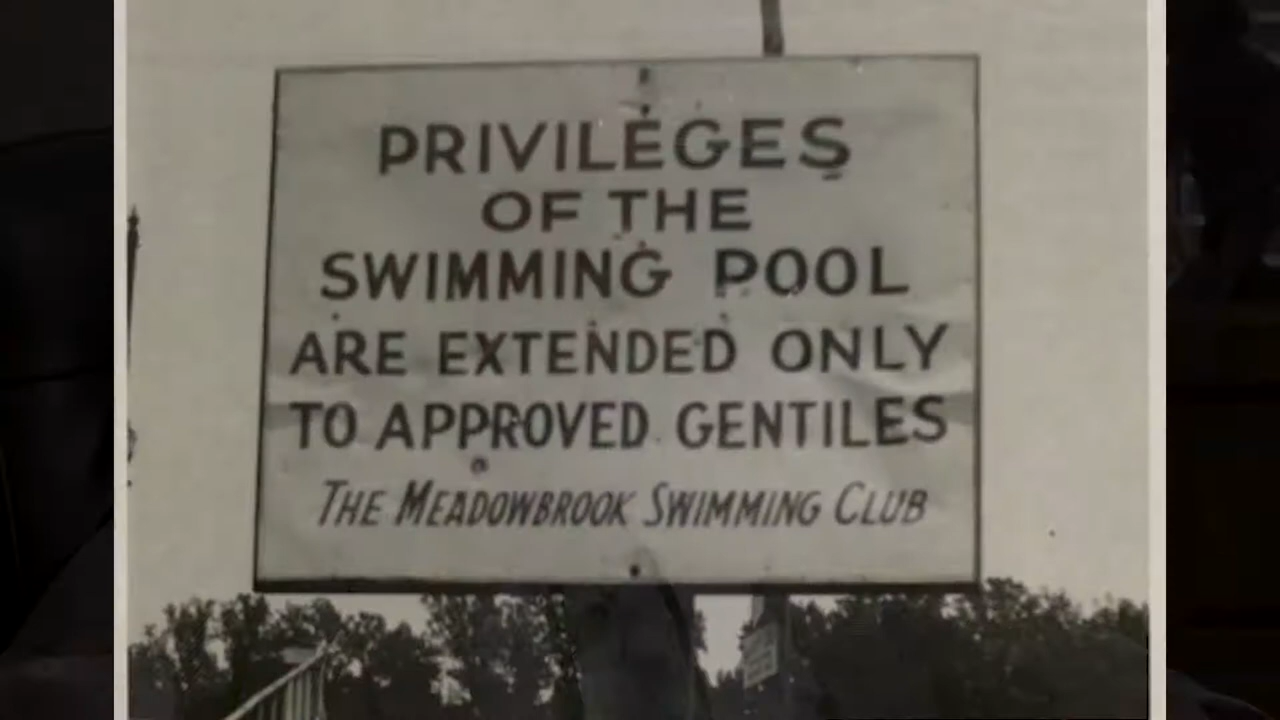 PRIVILEGES
OF THE
SWIMMING POOL
ARE EXTENDED ONLY
TO APPROVED GENTILES
THE MEADOWBROOK SWIMMING CLUB